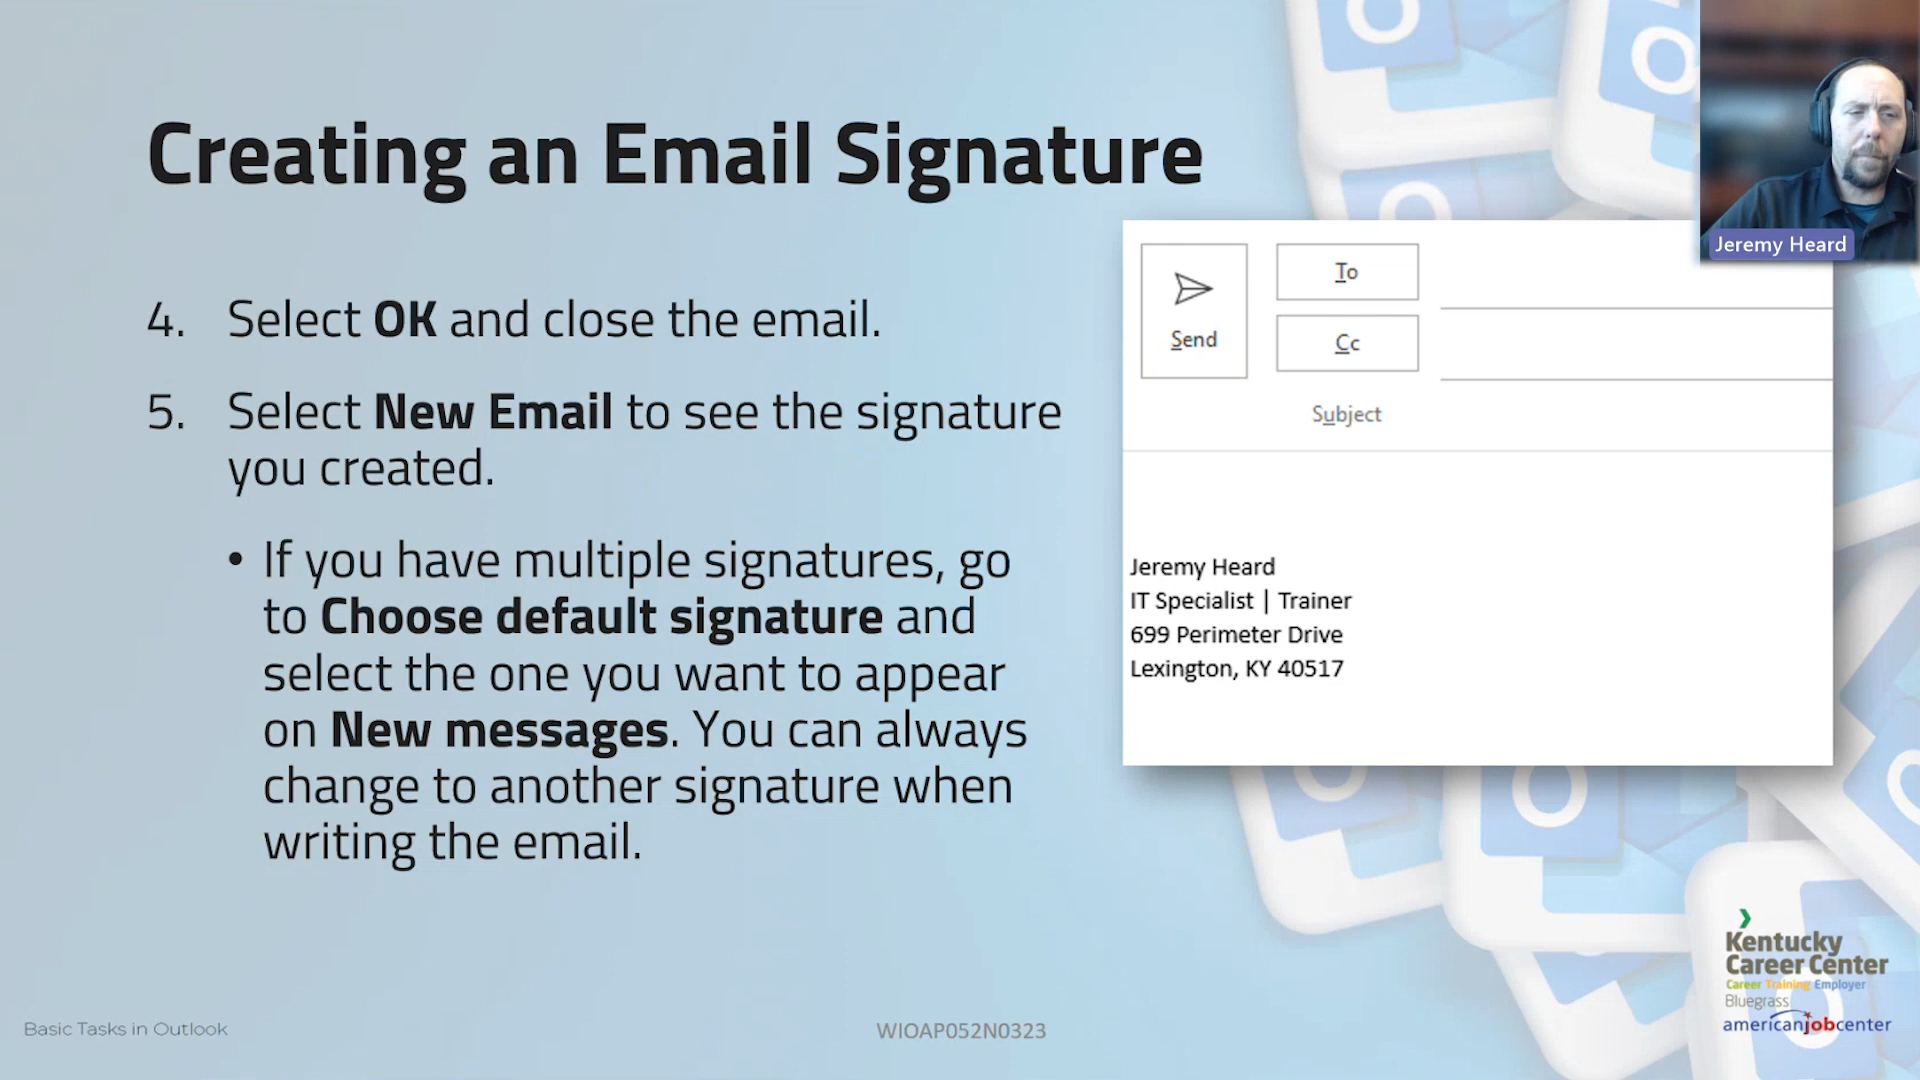 Creating an Email Signature
Jeremy Heard
4. Select OK and close the email.
5. Select New Email to see the signature
you created.
• If you have multiple signatures, go
to Choose default signature and
select the one you want to appear
on New messages. You can always
change to another signature when
writing the email.
Send
To
Cc
Subject
Jeremy Heard
IT Specialist | Trainer
699 Perimeter Drive
Lexington, KY 40517
Kentucky
Career Center
Career Training Employer
Bluegrass
americanjobcenter
Basic Tasks in Outlook
WIOAP052N0323